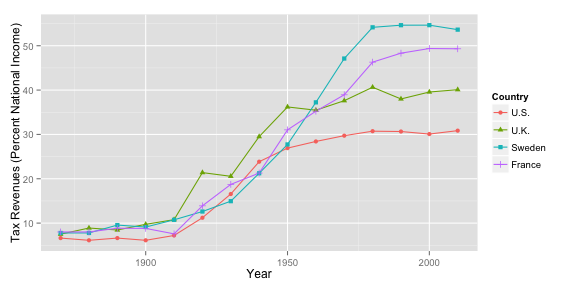 Tax Revenues (Percent National Income)
50
40
30
20
10
1900
1950
2000
Year
Country
U.S.
U.K.
Sweden
France